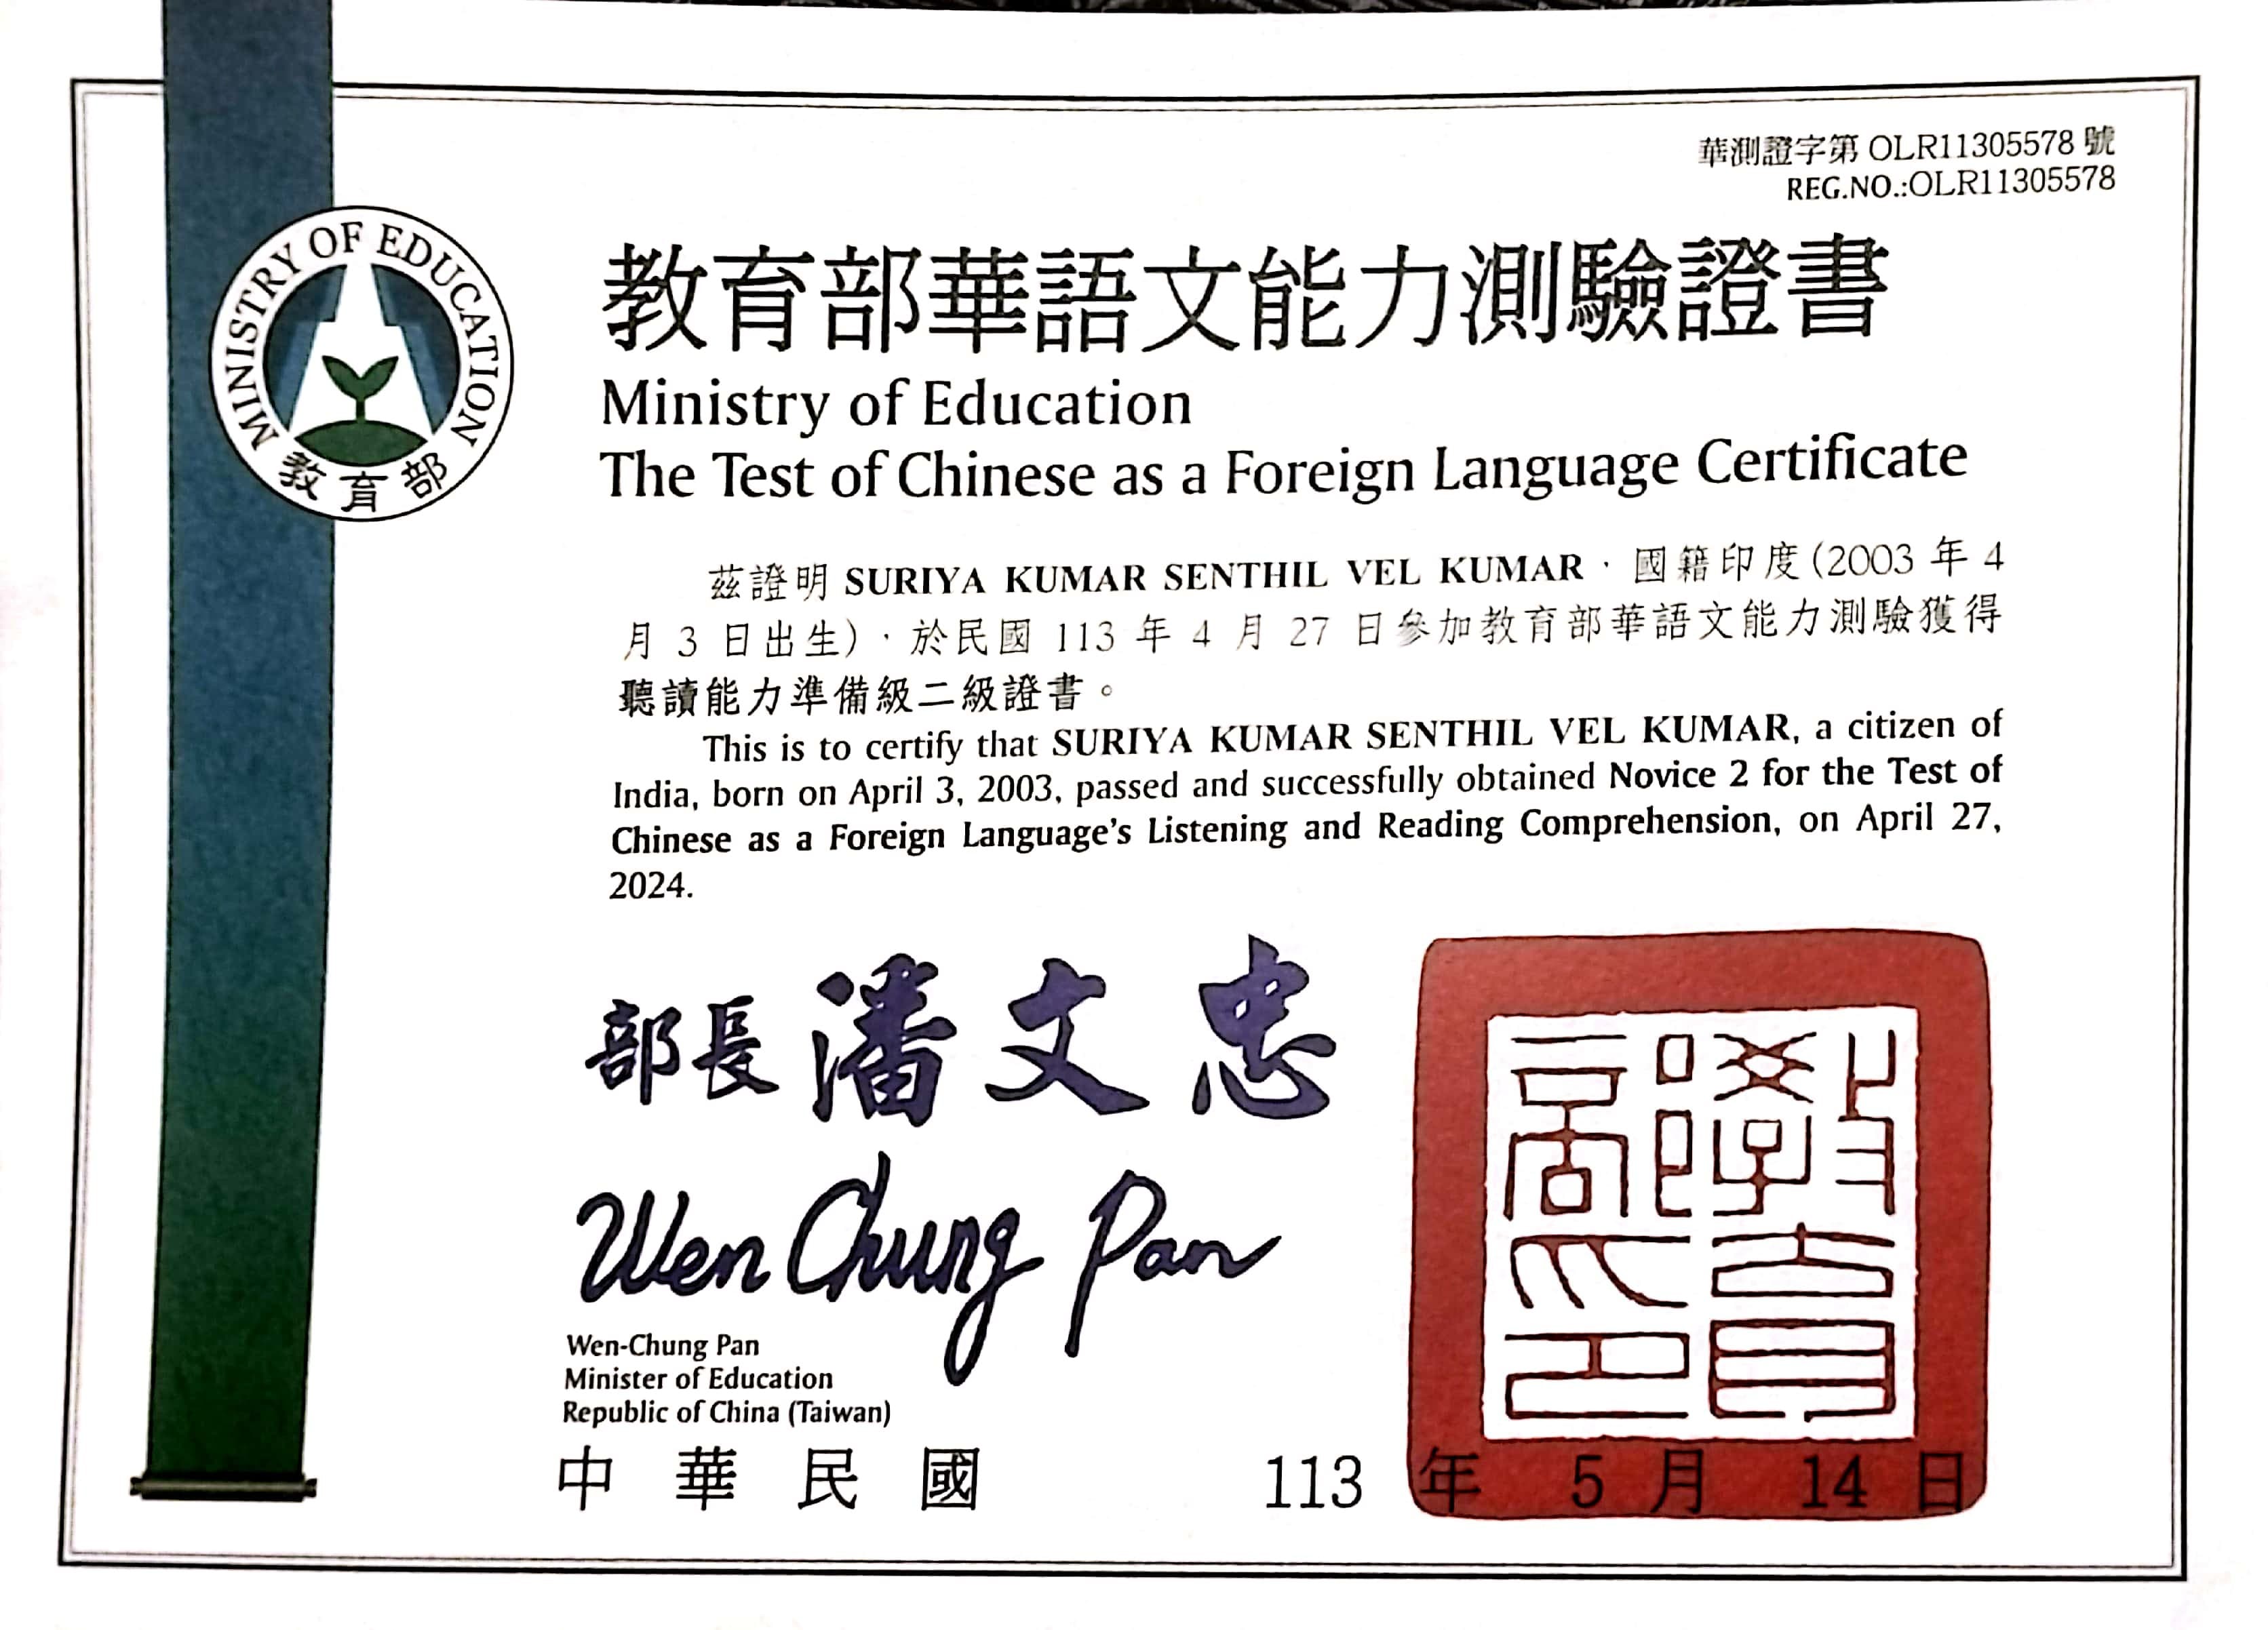 華測證字第 OLR11305578 號
REG.NO.:OLR11305578
MINISTRY OF EDUCATION
教育部
教育部華語文能力測驗證書
Ministry of Education
The Test of Chinese as a Foreign Language Certificate
茲證明 SURIYA KUMAR SENTHIL VEL KUMAR，國籍印度(2003 年 4
月 3 日出生)，於民國 113 年 4 月 27 日參加教育部華語文能力測驗獲得
聽讀能力準備級二級證書。
This is to certify that SURIYA KUMAR SENTHIL VEL KUMAR, a citizen of
India, born on April 3, 2003, passed and successfully obtained Novice 2 for the Test of
Chinese as a Foreign Language's Listening and Reading Comprehension, on April 27,
2024.
部長 潘文忠
Wen Chung Pan
教育部印
Wen-Chung Pan
Minister of Education
Republic of China (Taiwan)
中華民國 113 年 5 月 14 日